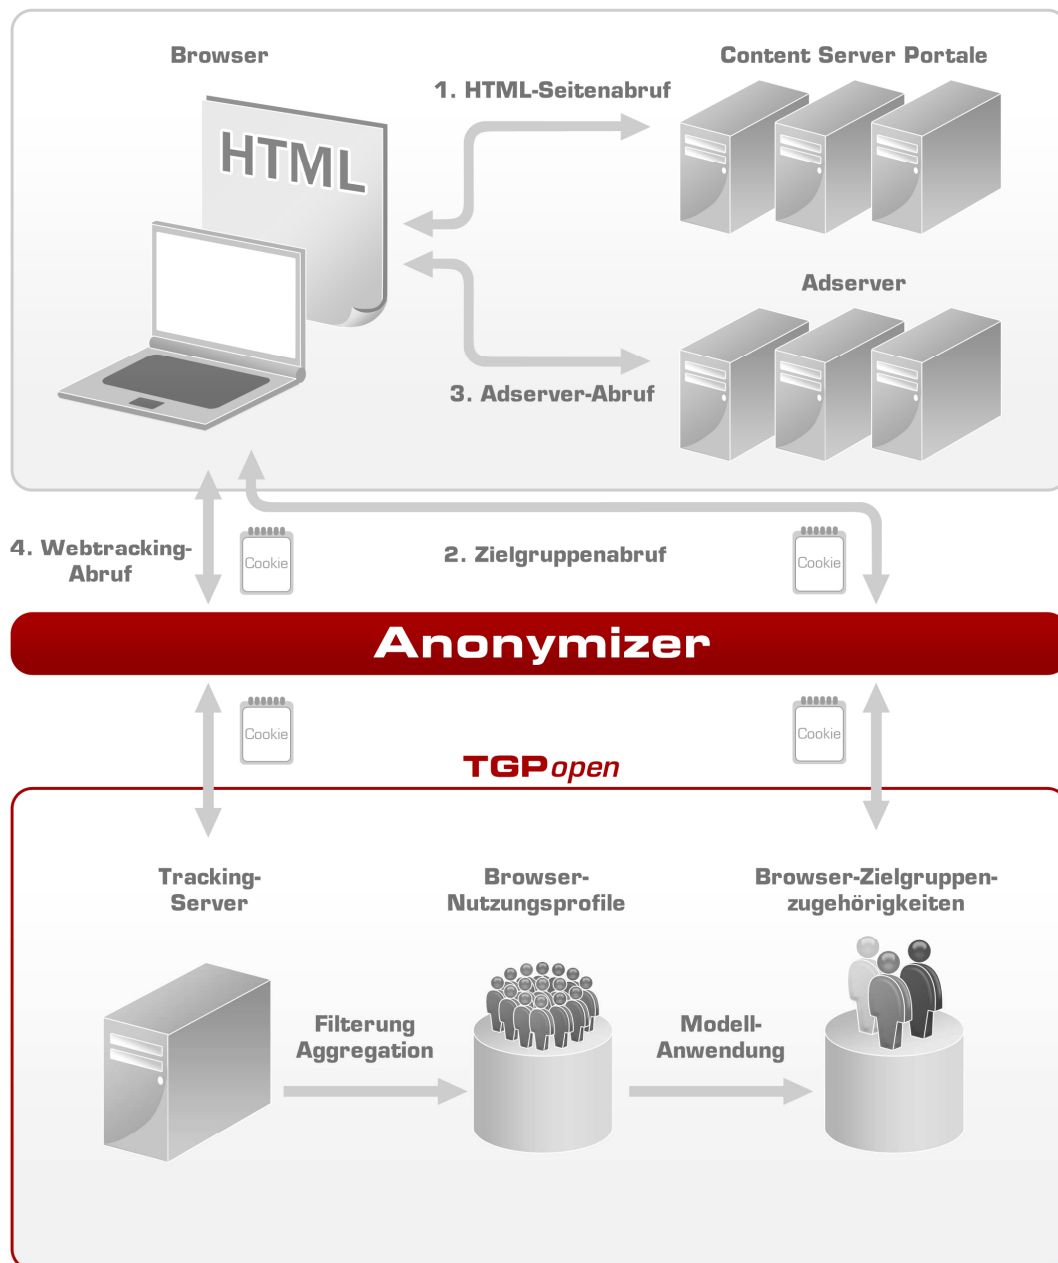 Browser
Content Server Portale
1. HTML-Seitenabruf
HTML
Adserver
3. Adserver-Abruf
4. Webtracking-
Abruf
Cookie
2. Zielgruppenabruf
Cookie
Anonymizer
Cookie
Cookie
TGPopen
Tracking-
Server
Browser-
Nutzungsprofile
Browser-Zielgruppen-
zugehörigkeiten
Filterung
Aggregation
Modell-
Anwendung